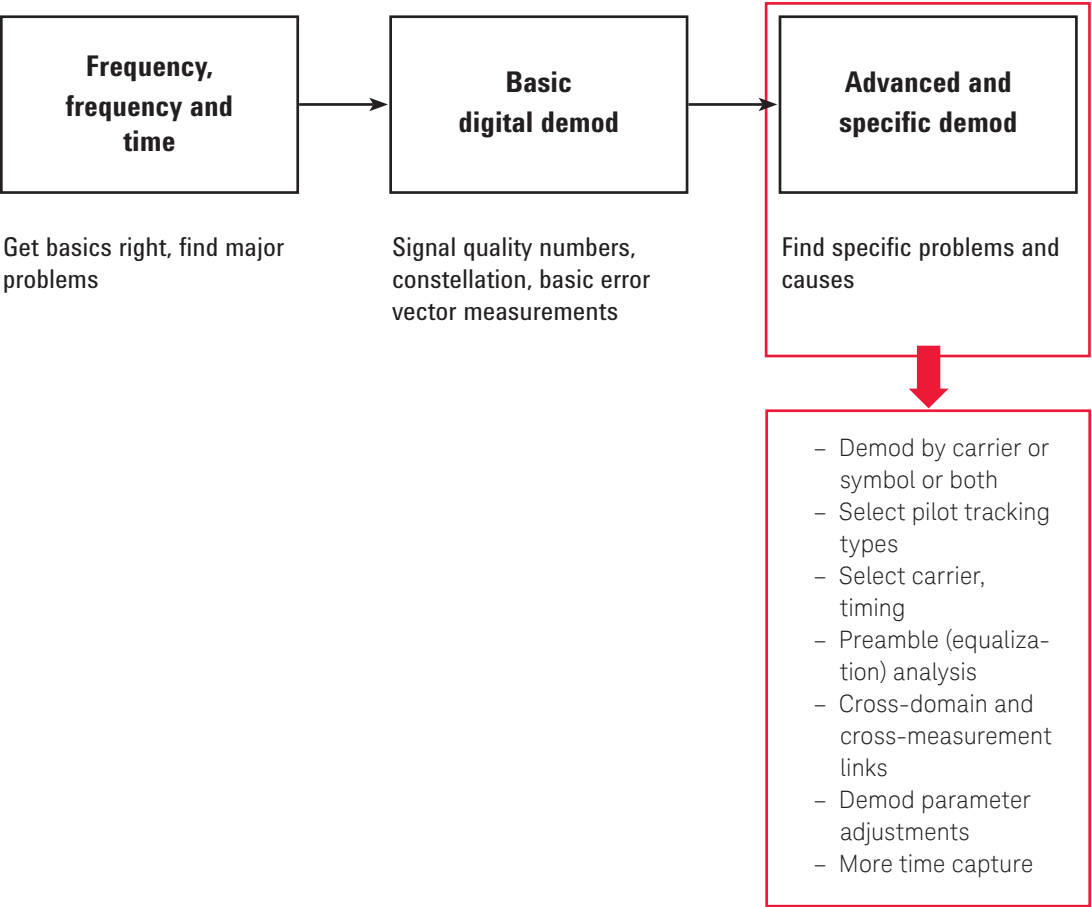 Frequency,
frequency and
time
Basic
digital demod
Advanced and
specific demod
Get basics right, find major
problems
Signal quality numbers,
constellation, basic error
vector measurements
Find specific problems and
causes
– Demod by carrier or
symbol or both
– Select pilot tracking
types
– Select carrier,
timing
– Preamble (equaliza-
tion) analysis
– Cross-domain and
cross-measurement
links
– Demod parameter
adjustments
– More time capture